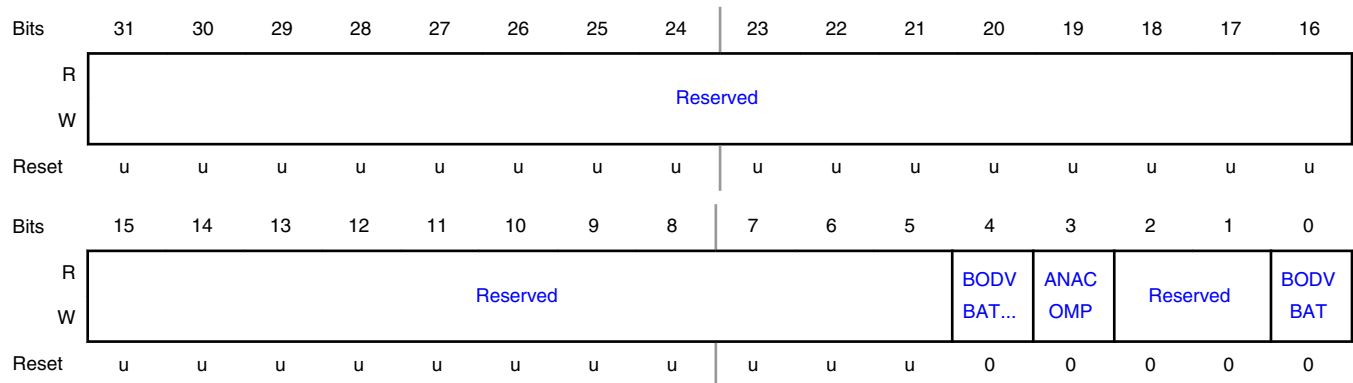 Bits 31 30 29 28 27 26 25 24 23 22 21 20 19 18 17 16
R
Reserved
W
Reset u u u u u u u u u u u u u u u u
Bits 15 14 13 12 11 10 9 8 7 6 5 4 3 2 1 0
R
Reserved
BODV
BAT...
ANAC
OMP
Reserved
BODV
BAT
W
Reset u u u u u u u u u u u 0 0 0 0 0